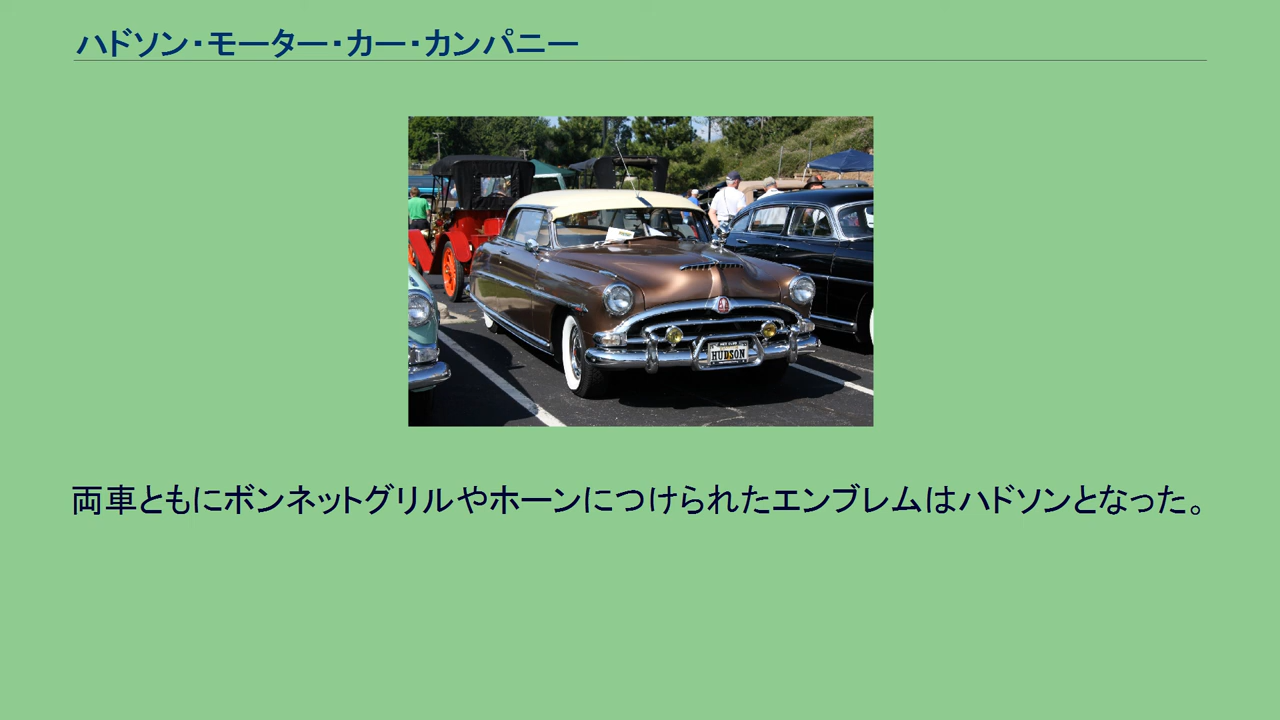 ハドソン・モーター・カー・カンパニー
HUDSON
両車ともにボンネットグリルやホーンにつけられたエンブレムはハドソンとなった。